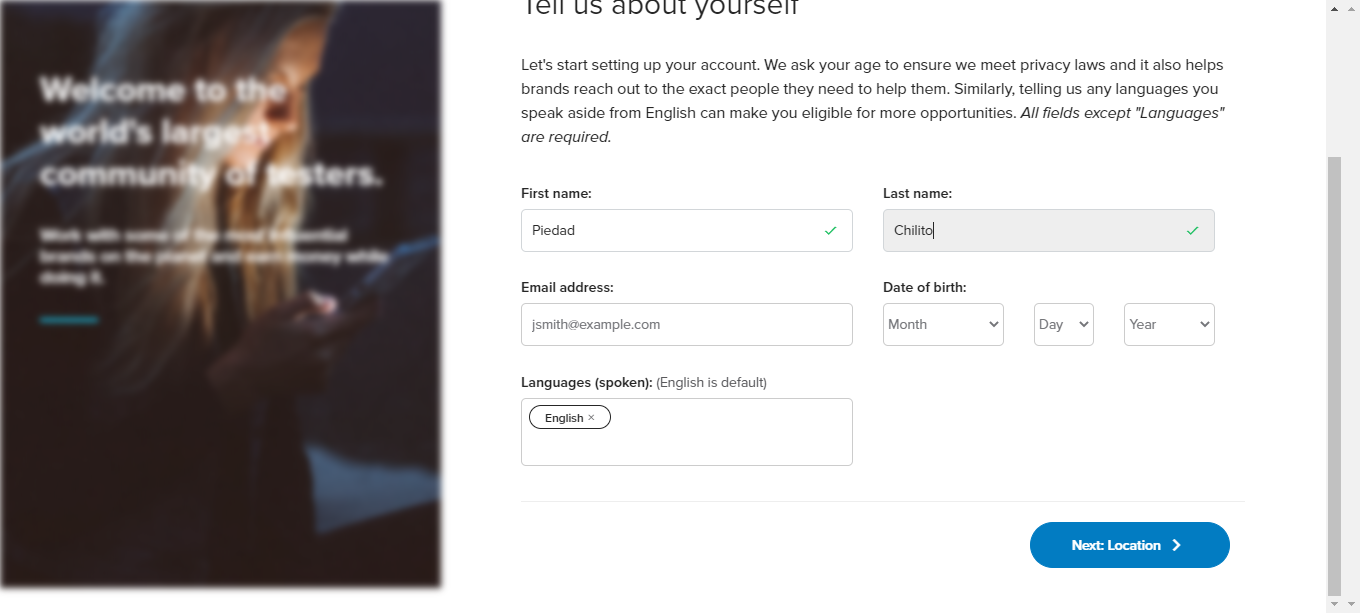 Tell us about yourself
Welcome to the
world's largest
community of testers.
Work with some of the most influential
brands on the planet and earn money while
doing it.
Let's start setting up your account. We ask your age to ensure we meet privacy laws and it also helps
brands reach out to the exact people they need to help them. Similarly, telling us any languages you
speak aside from English can make you eligible for more opportunities. All fields except "Languages"
are required.
First name:
Last name:
Piedad
Chilito
Email address:
Date of birth:
jsmith@example.com
Month
Day
Year
Languages (spoken): (English is default)
English ×
Next: Location